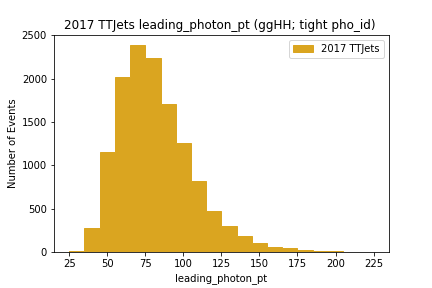 2017 TTJets leading_photon_pt (ggHH; tight pho_id)
2017 TTJets
Number of Events
2500
2000
1500
1000
500
0
25 50 75 100 125 150 175 200 225
leading_photon_pt